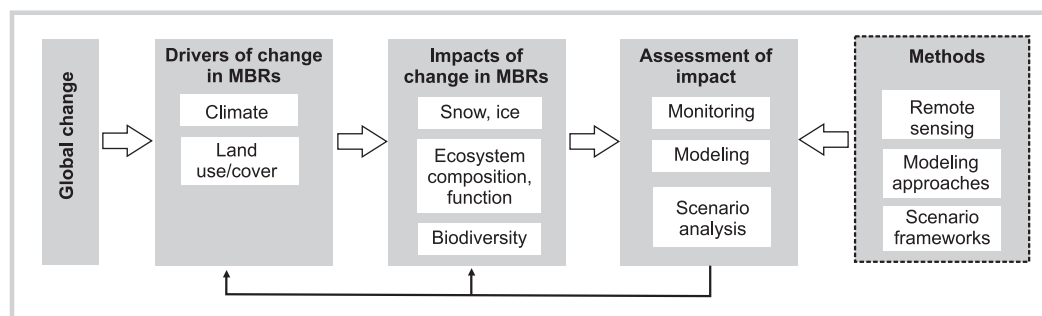 Global change
Drivers of change
in MBRs
Climate
Land
use/cover
Impacts of
change in MBRs
Snow, ice
Ecosystem
composition,
function
Biodiversity
Assessment of
impact
Monitoring
Modeling
Scenario
analysis
Methods
Remote
sensing
Modeling
approaches
Scenario
frameworks